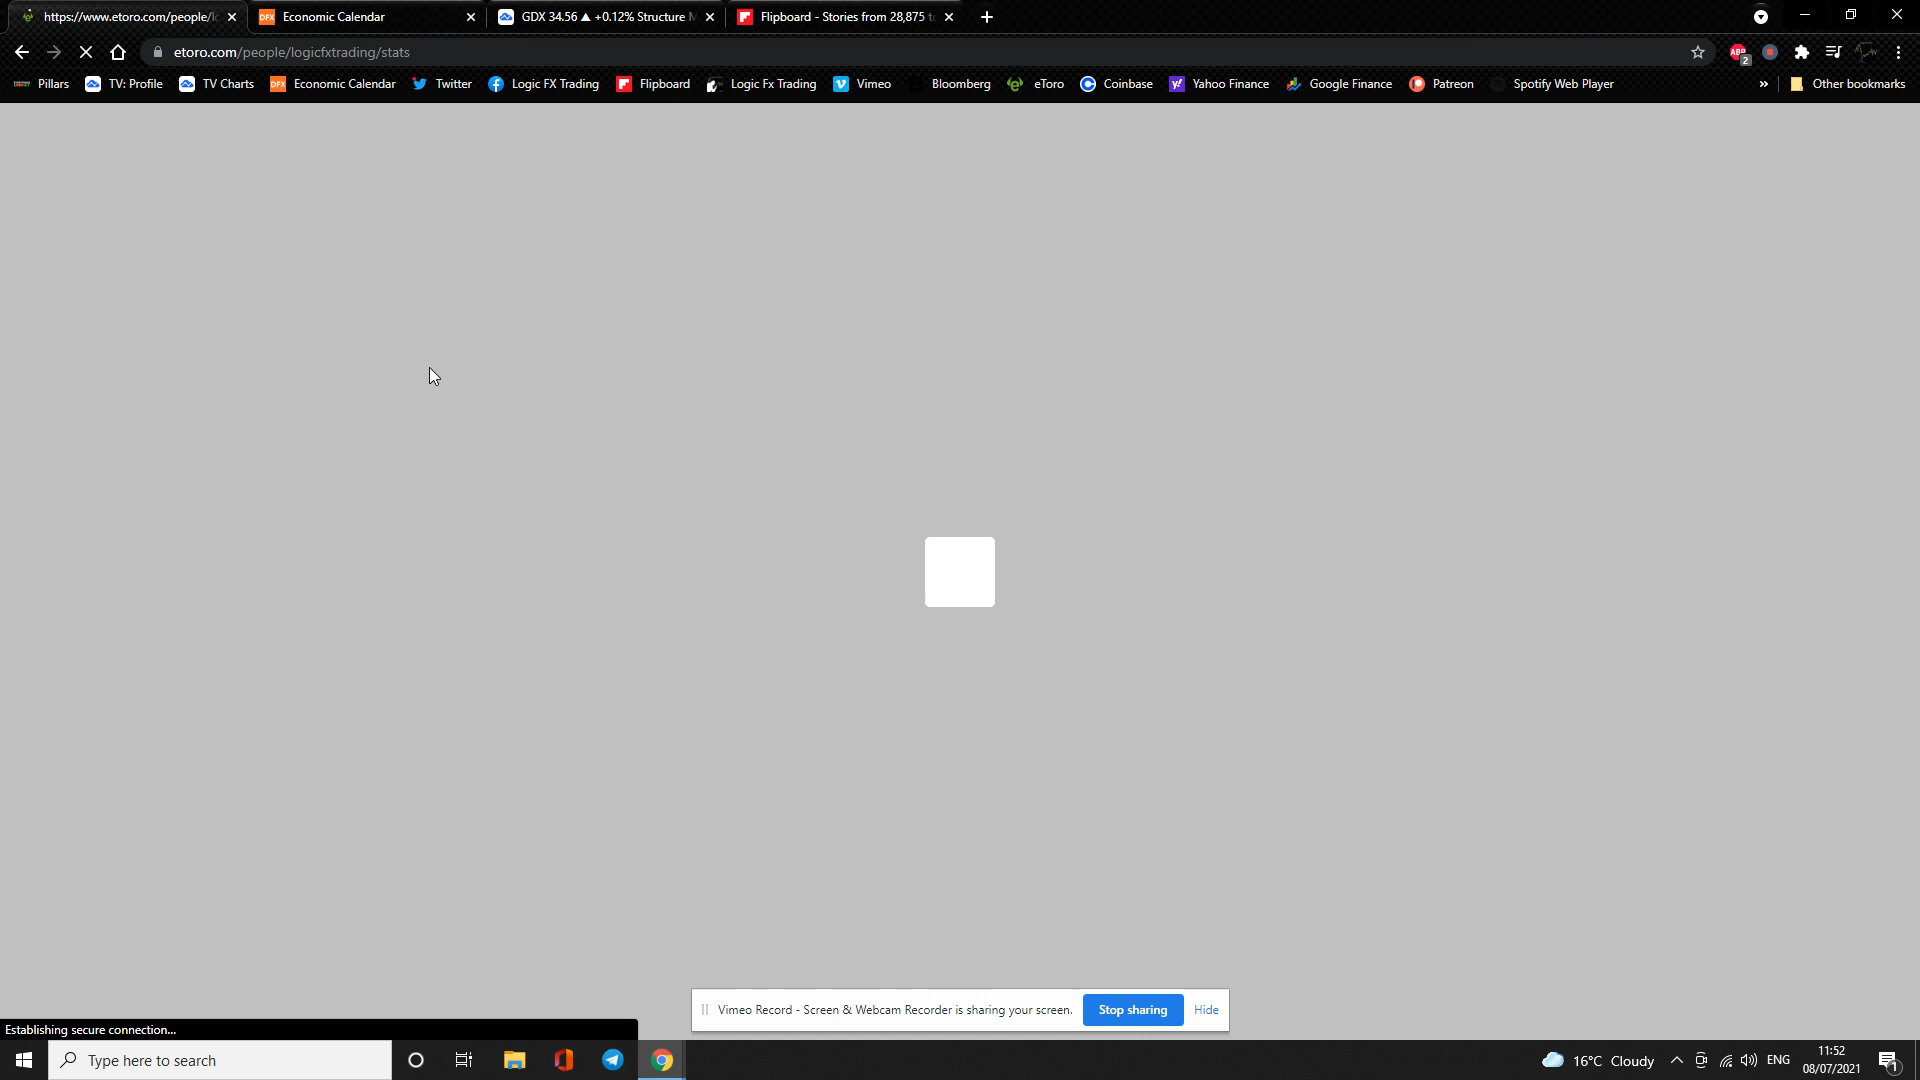 https://www.etoro.com/people/l
Economic Calendar
GDX 34.56 ▲ +0.12% Structure
Flipboard - Stories from 28,875 t
etoro.com/people/logicfxtrading/stats
ABP
2
Pillars
TV: Profile
TV Charts
DFX
Economic Calendar
Twitter
Logic FX Trading
Flipboard
Logic Fx Trading
Vimeo
Bloomberg
eToro
Coinbase
Yahoo Finance
Google Finance
Patreon
Spotify Web Player
»
Other bookmarks
Vimeo Record - Screen & Webcam Recorder is sharing your screen.
Stop sharing
Hide
Establishing secure connection...
Type here to search
16°C Cloudy
ENG
11:52
08/07/2021
1